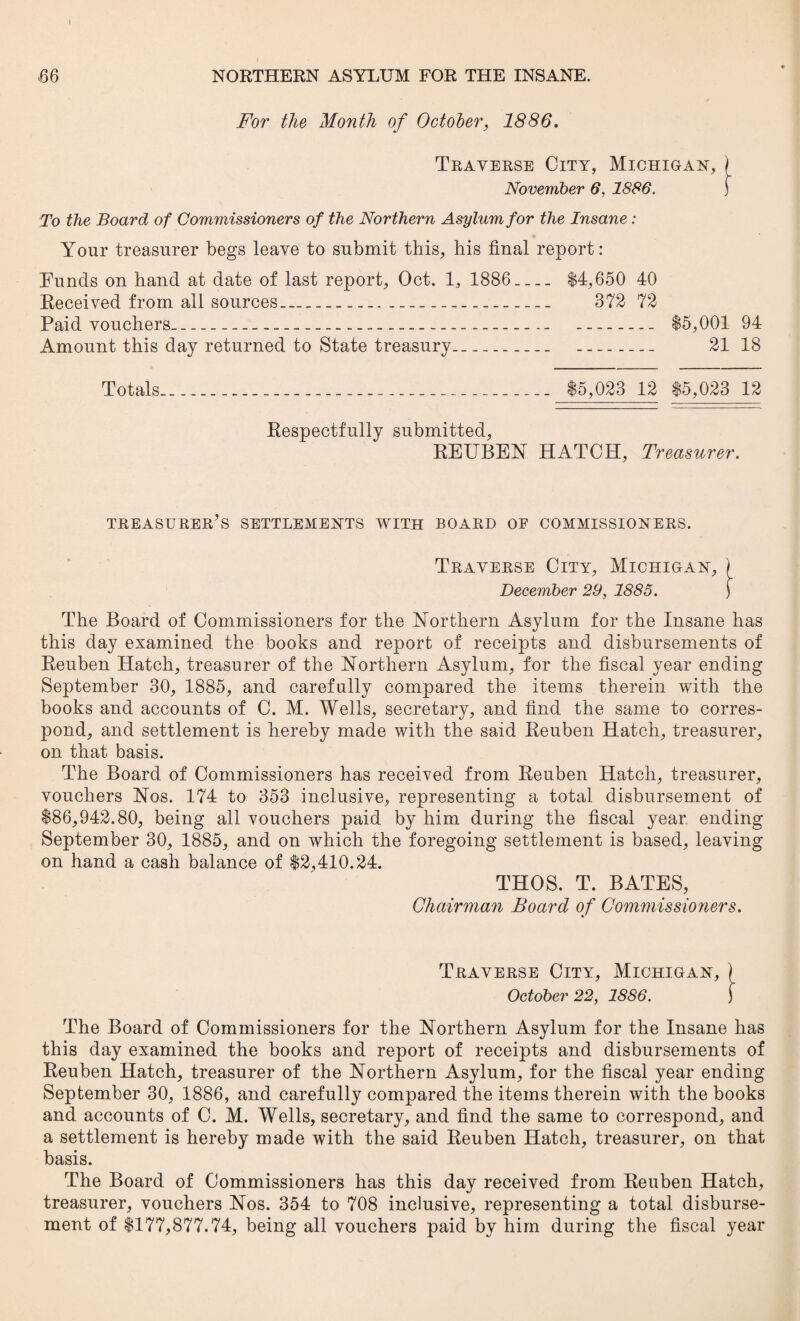 66 NORTHERN ASYLUM FOR THE INSANE.
For the Month of October, 1886.
Traverse City, Michigan, }
November 6, 1886. }
To the Board of Commissioners of the Northern Asylum for the Insane:
Your treasurer begs leave to submit this, his final report:
Funds on hand at date of last report, Oct. 1, 1886.... $4,650 40
Received from all sources.... 372 72
Paid vouchers.... $5,001 94
Amount this day returned to State treasury.... 21 18
Totals.... $5,023 12 $5,023 12
Respectfully submitted,
REUBEN HATCH, Treasurer.
TREASURER'S SETTLEMENTS WITH BOARD OF COMMISSIONERS.
Traverse City, Michigan, }
December 29, 1885. }
The Board of Commissioners for the Northern Asylum for the Insane has
this day examined the books and report of receipts and disbursements of
Reuben Hatch, treasurer of the Northern Asylum, for the fiscal year ending
September 30, 1885, and carefully compared the items therein with the
books and accounts of C. M. Wells, secretary, and find the same to corres-
pond, and settlement is hereby made with the said Reuben Hatch, treasurer,
on that basis.
The Board of Commissioners has received from Reuben Hatch, treasurer,
vouchers Nos. 174 to 353 inclusive, representing a total disbursement of
$86,942.80, being all vouchers paid by him during the fiscal year ending
September 30, 1885, and on which the foregoing settlement is based, leaving
on hand a cash balance of $2,410.24.
THOS. T. BATES,
Chairman Board of Commissioners.
Traverse City, Michigan, }
October 22, 1886. }
The Board of Commissioners for the Northern Asylum for the Insane has
this day examined the books and report of receipts and disbursements of
Reuben Hatch, treasurer of the Northern Asylum, for the fiscal year ending
September 30, 1886, and carefully compared the items therein with the books
and accounts of C. M. Wells, secretary, and find the same to correspond, and
a settlement is hereby made with the said Reuben Hatch, treasurer, on that
basis.
The Board of Commissioners has this day received from Reuben Hatch,
treasurer, vouchers Nos. 354 to 708 inclusive, representing a total disburse-
ment of $177,877.74, being all vouchers paid by him during the fiscal year